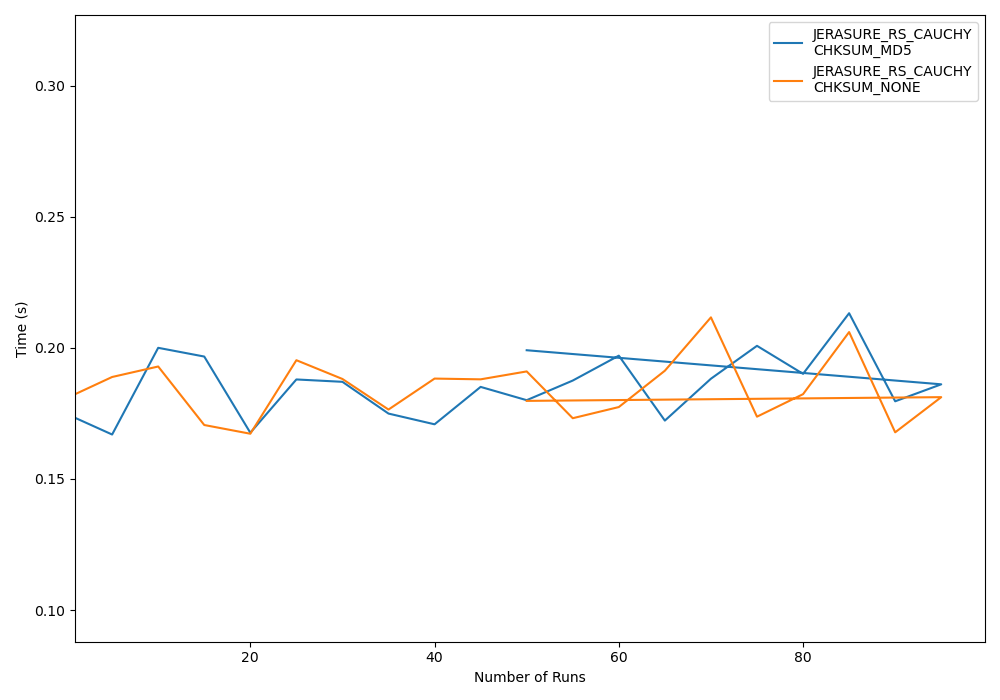 JERASURE_RS_CAUCHY
CHKSUM_MD5
JERASURE_RS_CAUCHY
CHKSUM_NONE
0.30
0.25
0.20
0.15
0.10
Time (s)
20
40
60
80
Number of Runs